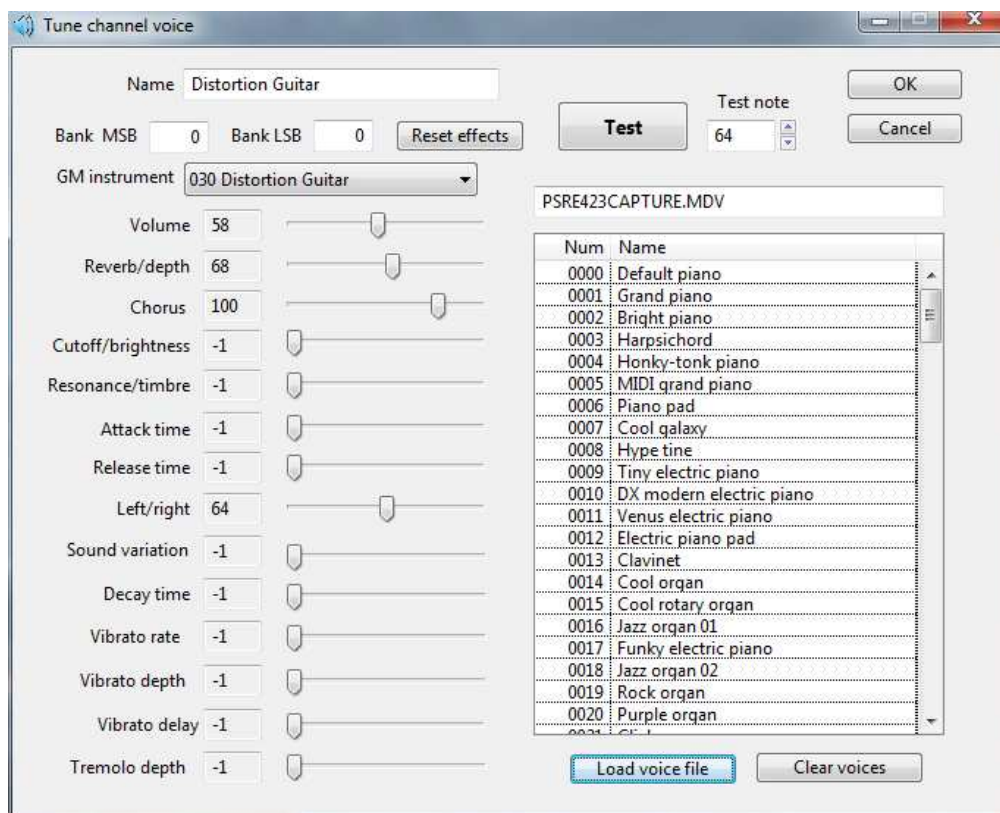 Tune channel voice
Name Distortion Guitar
OK
Test note
Bank MSB 0 Bank LSB 0 Reset effects Test 64 Cancel
GM instrument 030 Distortion Guitar
Volume 58
Reverb/depth 68
Chorus 100
Cutoff/brightness -1
Resonance/timbre -1
Attack time -1
Release time -1
Left/right 64
Sound variation -1
Decay time -1
Vibrato rate -1
Vibrato depth -1
Vibrato delay -1
Tremolo depth -1
PSRE423CAPTURE.MDV
Num Name
0000 Default piano
0001 Grand piano
0002 Bright piano
0003 Harpsichord
0004 Honky-tonk piano
0005 MIDI grand piano
0006 Piano pad
0007 Cool galaxy
0008 Hype tine
0009 Tiny electric piano
0010 DX modern electric piano
0011 Venus electric piano
0012 Electric piano pad
0013 Clavinet
0014 Cool organ
0015 Cool rotary organ
0016 Jazz organ 01
0017 Funky electric piano
0018 Jazz organ 02
0019 Rock organ
0020 Purple organ
Load voice file Clear voices